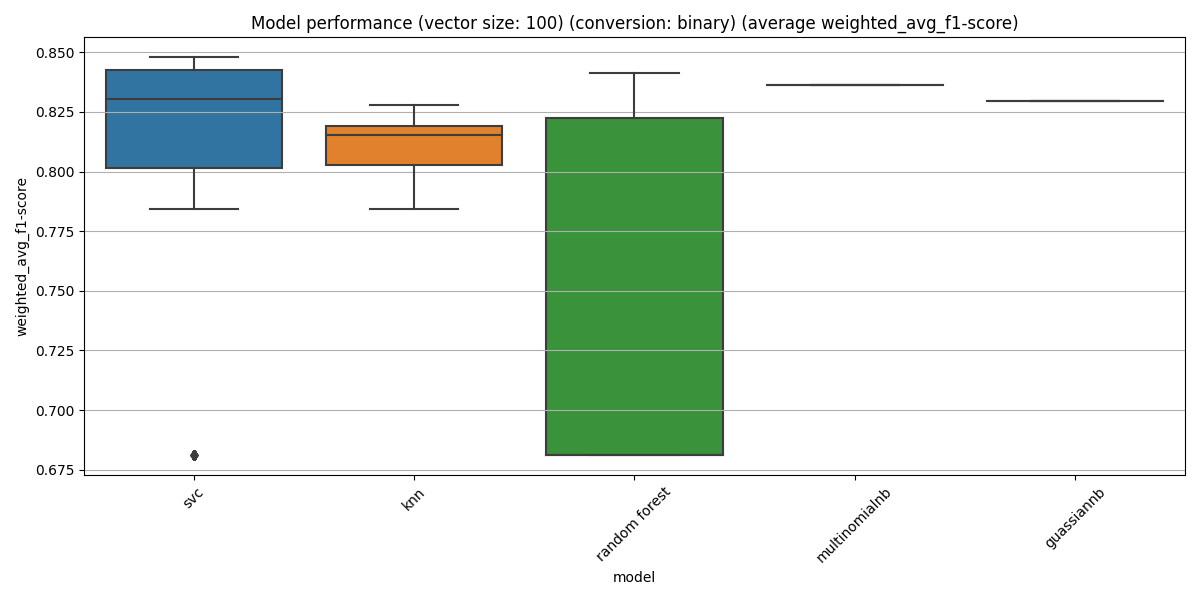 Model performance (vector size: 100) (conversion: binary) (average weighted_avg_f1-score)
weighted_avg_f1-score
0.850
0.825
0.800
0.775
0.750
0.725
0.700
0.675
svc
knn
random forest
multinomialnb
guassiannb
model